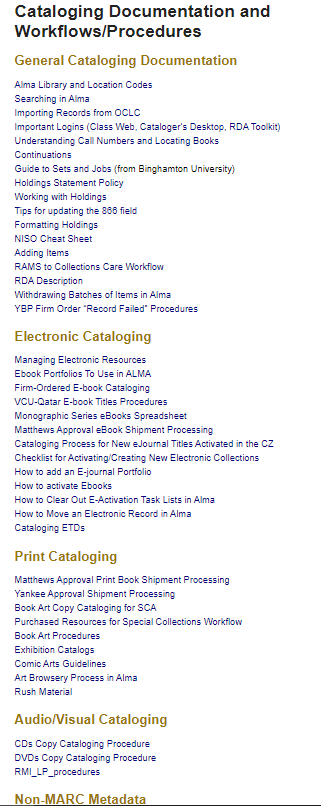 Cataloging Documentation and
Workflows/Procedures
General Cataloging Documentation
Alma Library and Location Codes
Searching in Alma
Importing Records from OCLC
Important Logins (Class Web, Cataloger's Desktop, RDA Toolkit)
Understanding Call Numbers and Locating Books
Continuations
Guide to Sets and Jobs (from Binghamton University)
Holdings Statement Policy
Working with Holdings
Tips for updating the 866 field
Formatting Holdings
NISO Cheat Sheet
Adding Items
RAMS to Collections Care Workflow
RDA Description
Withdrawing Batches of Items in Alma
YBP Firm Order "Record Failed" Procedures
Electronic Cataloging
Managing Electronic Resources
Ebook Portfolios To Use in ALMA
Firm-Ordered E-book Cataloging
VCU-Qatar E-book Titles Procedures
Monographic Series eBooks Spreadsheet
Matthews Approval eBook Shipment Processing
Cataloging Process for New eJournal Titles Activated in the CZ
Checklist for Activating/Creating New Electronic Collections
How to add an E-journal Portfolio
How to activate Ebooks
How to Clear Out E-Activation Task Lists in Alma
How to Move an Electronic Record in Alma
Cataloging ETDs
Print Cataloging
Matthews Approval Print Book Shipment Processing
Yankee Approval Shipment Processing
Book Art Copy Cataloging for SCA
Purchased Resources for Special Collections Workflow
Book Art Procedures
Exhibition Catalogs
Comic Arts Guidelines
Art Browsery Process in Alma
Rush Material
Audio/Visual Cataloging
CDs Copy Cataloging Procedure
DVDs Copy Cataloging Procedure
RMI_LP_procedures
Non-MARC Metadata